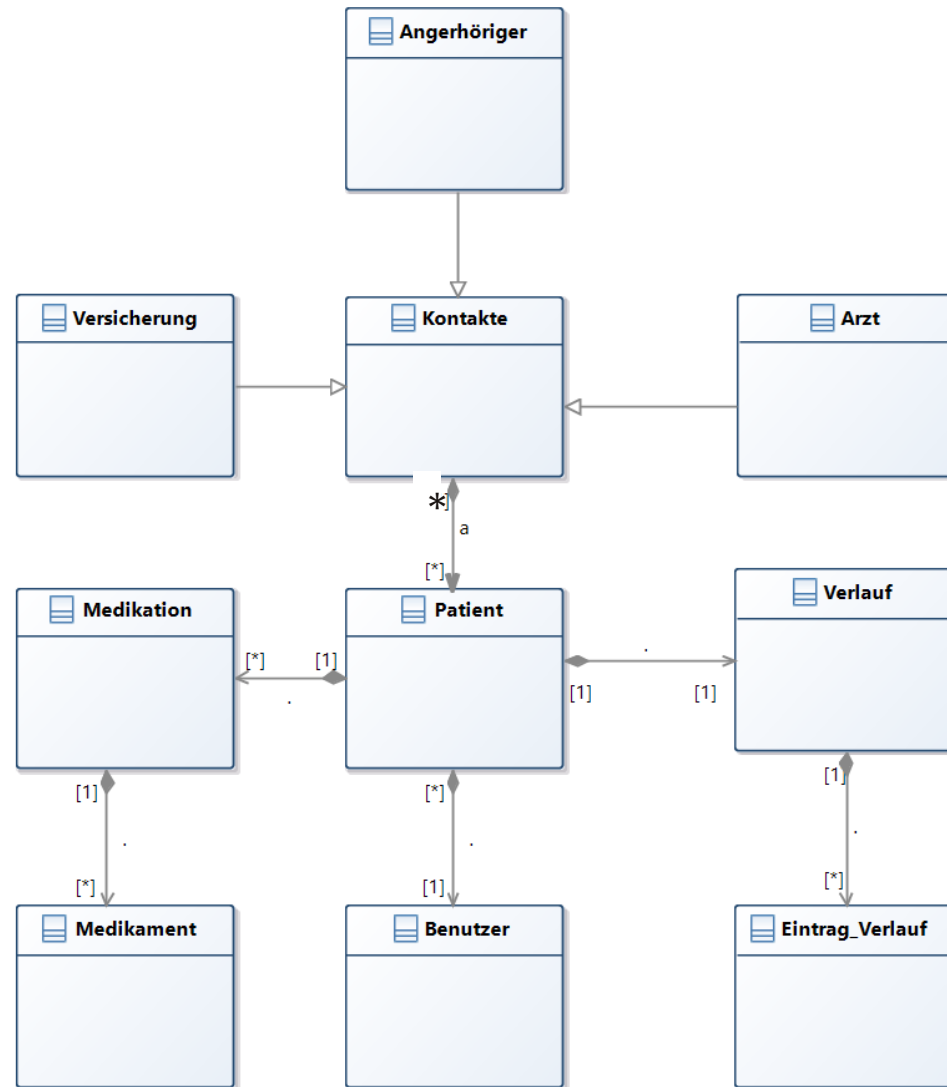 Angerhöriger
Versicherung
Kontakte
Arzt
*]
a
[*]
Medikation
Patient
Verlauf
[*]
[1]
.
.
[1]
[1]
[1]
[*]
[1]
.
.
.
[*]
[1]
[*]
Medikament
Benutzer
Eintrag_Verlauf